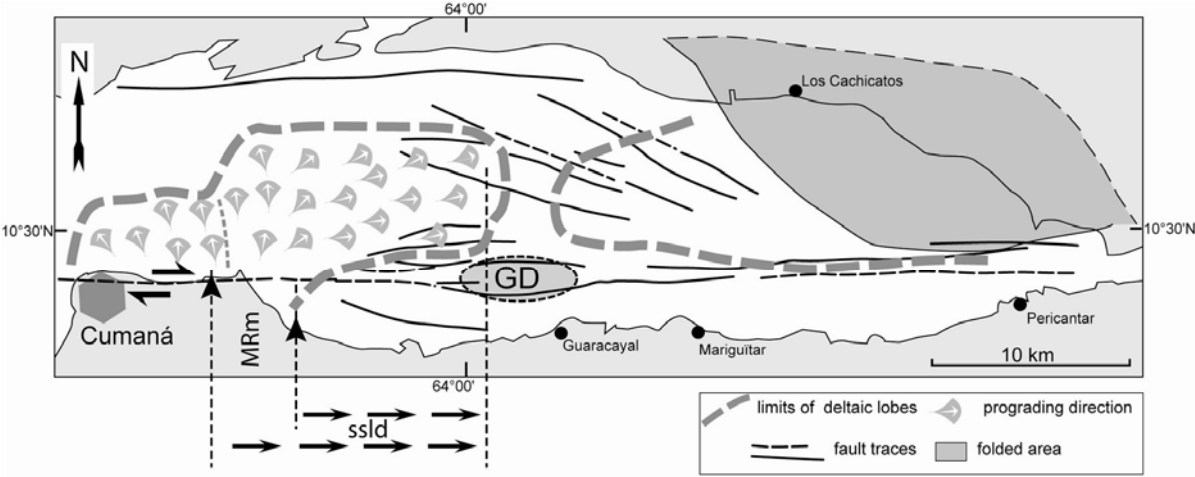 64°00'
N
Los Cachicatos
10°30'N
10°30'N
GD
Cumaná
MRm
Guaracayal
Mariguïtar
Pericantar
10 km
64°00'
ssld
limits of deltaic lobes
prograding direction
fault traces
folded area